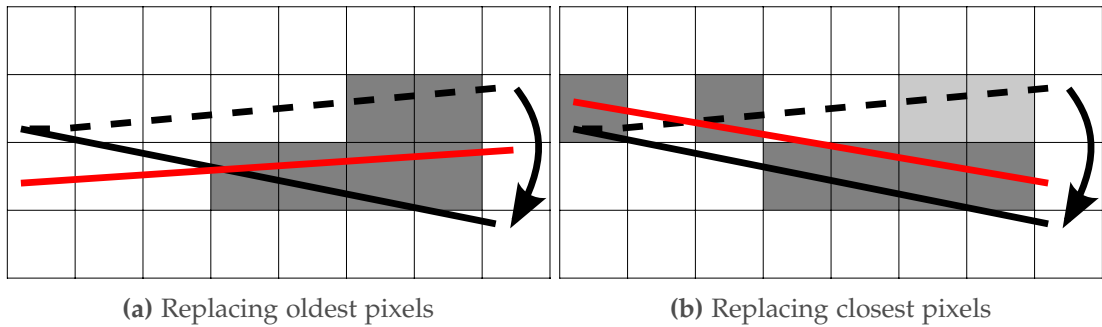 (a) Replacing oldest pixels
(b) Replacing closest pixels